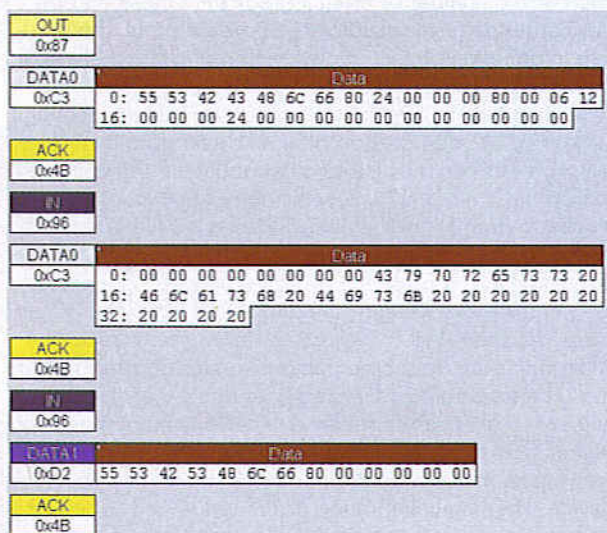 OUT
0x87
DATA0 Data
0xC3 0: 55 53 42 43 48 6C 66 80 24 00 00 00 80 00 06 12
16: 00 00 00 24 00 00 00 00 00 00 00 00 00 00 00
ACK
0x4B
IN
0x96
DATA0 Data
0xC3 0: 00 00 00 00 00 00 00 00 43 79 70 72 65 73 73 20
16: 46 6C 61 73 68 20 44 69 73 6B 20 20 20 20 20 20
32: 20 20 20 20
ACK
0x4B
IN
0x96
DATA1 Data
0xD2 55 53 42 53 48 6C 66 80 00 00 00 00 00
ACK
0x4B